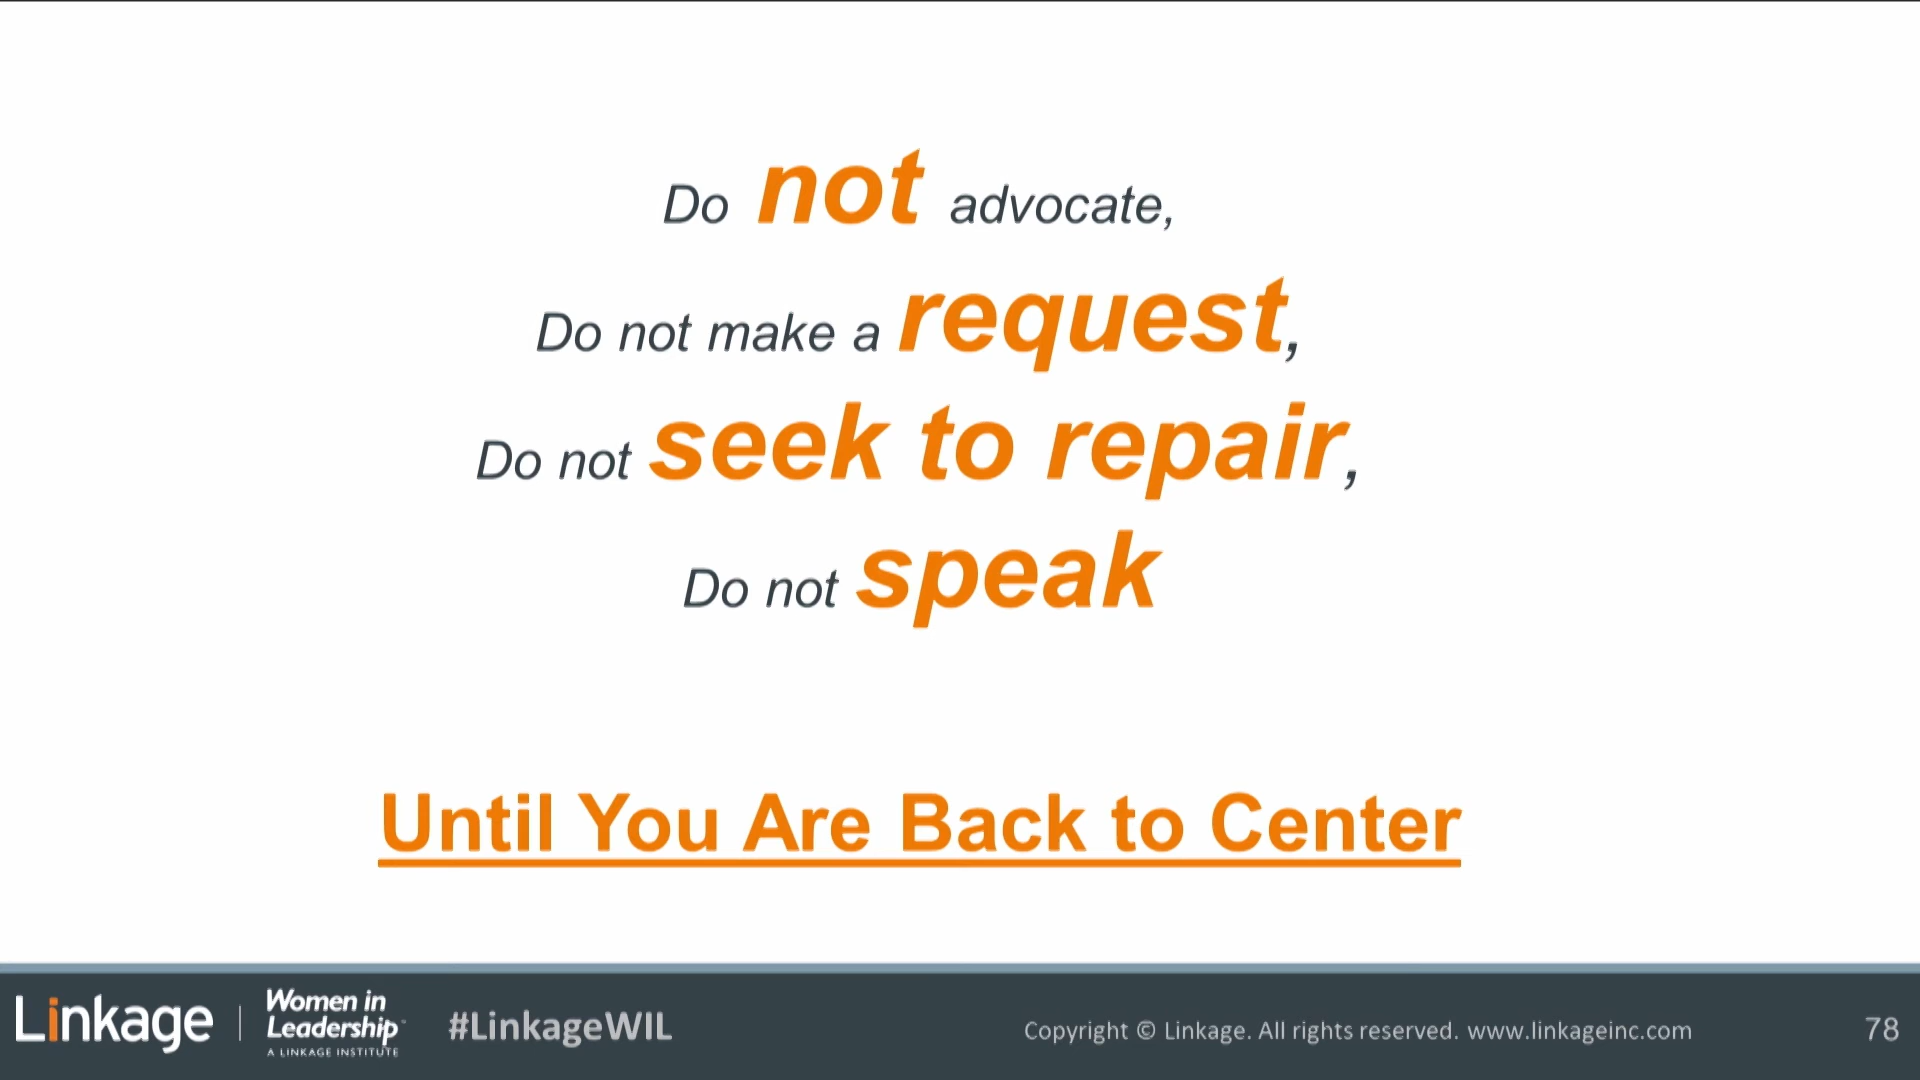 Do not advocate,
Do not make a request,
Do not seek to repair,
Do not speak
Until You Are Back to Center
Linkage
Women in
Leadership™
A LINKAGE INSTITUTE
#LinkageWIL
Copyright © Linkage. All rights reserved. www.linkageinc.com
78